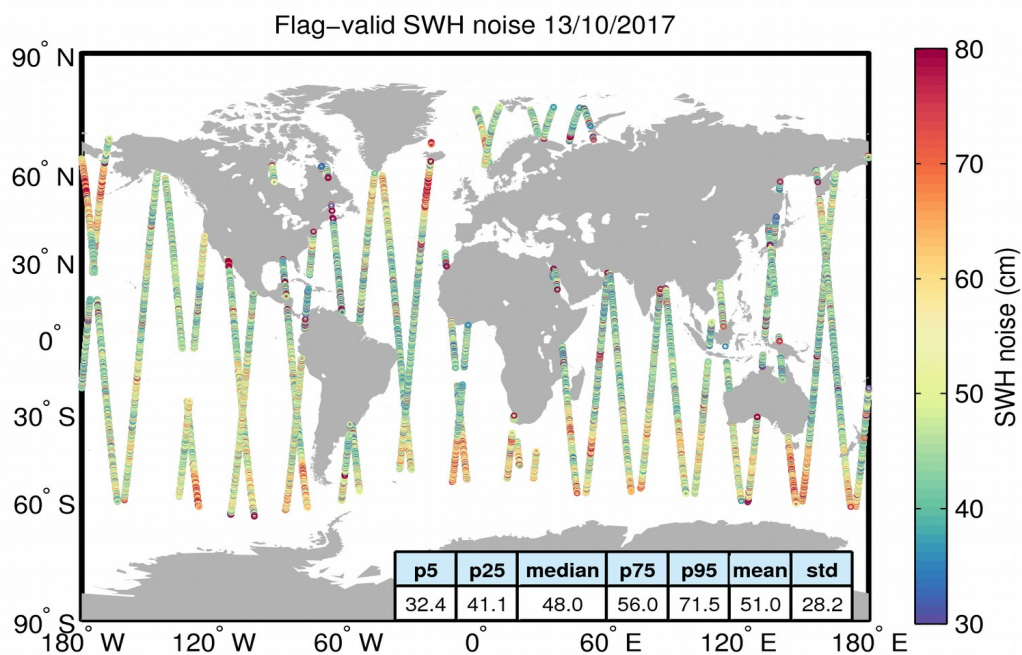 Flag−valid SWH noise 13/10/2017
90° N
60° N
30° N
0°
30° S
60° S
90° S
180° W 120° W 60° W 0° 60° E 120° E 180° E
p5 p25 median p75 p95 mean std
32.4 41.1 48.0 56.0 71.5 51.0 28.2
80
70
60
50
40
30
SWH noise (cm)